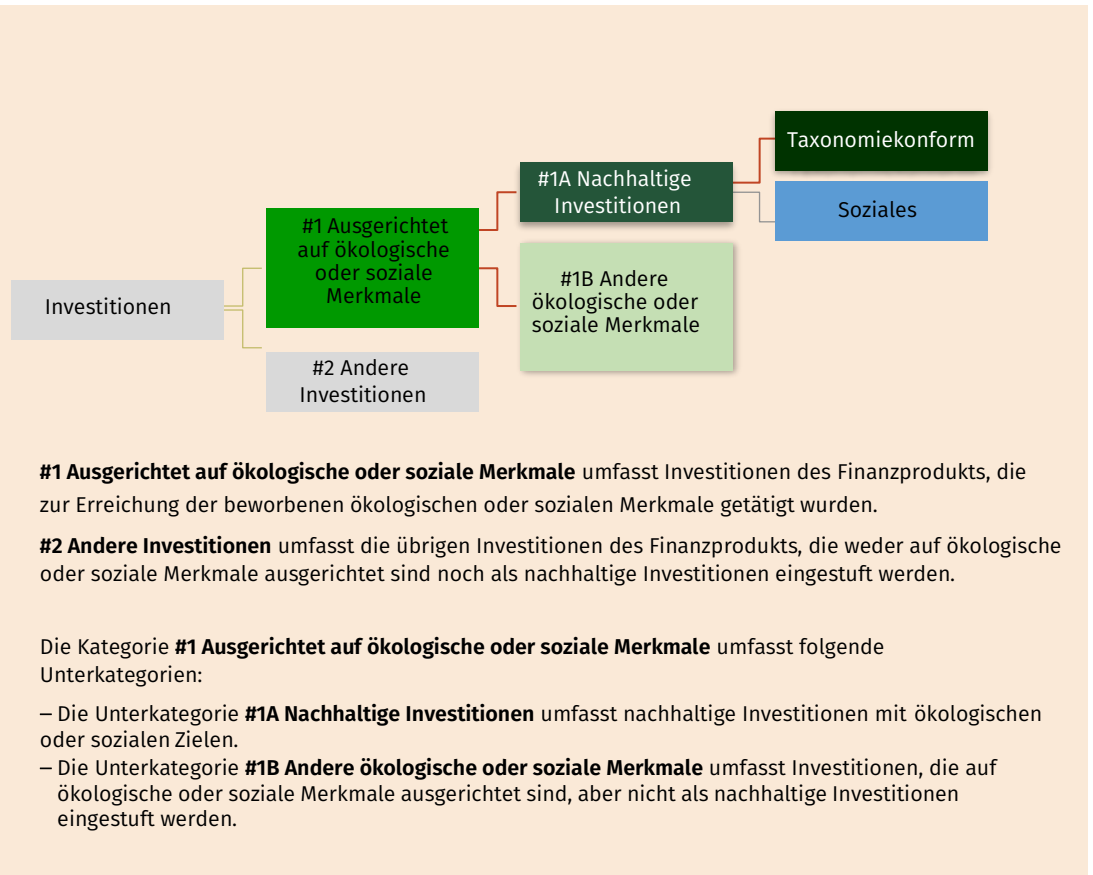 Taxonomiekonform
#1A Nachhaltige
Investitionen
Soziales
#1 Ausgerichtet
auf ökologische
oder soziale
Merkmale
#1B Andere
ökologische oder
soziale Merkmale
Investitionen
#2 Andere
Investitionen
#1 Ausgerichtet auf ökologische oder soziale Merkmale umfasst Investitionen des Finanzprodukts, die
zur Erreichung der beworbenen ökologischen oder sozialen Merkmale getätigt wurden.
#2 Andere Investitionen umfasst die übrigen Investitionen des Finanzprodukts, die weder auf ökologische
oder soziale Merkmale ausgerichtet sind noch als nachhaltige Investitionen eingestuft werden.
Die Kategorie #1 Ausgerichtet auf ökologische oder soziale Merkmale umfasst folgende
Unterkategorien:
– Die Unterkategorie #1A Nachhaltige Investitionen umfasst nachhaltige Investitionen mit ökologischen
oder sozialen Zielen.
– Die Unterkategorie #1B Andere ökologische oder soziale Merkmale umfasst Investitionen, die auf
ökologische oder soziale Merkmale ausgerichtet sind, aber nicht als nachhaltige Investitionen
eingestuft werden.